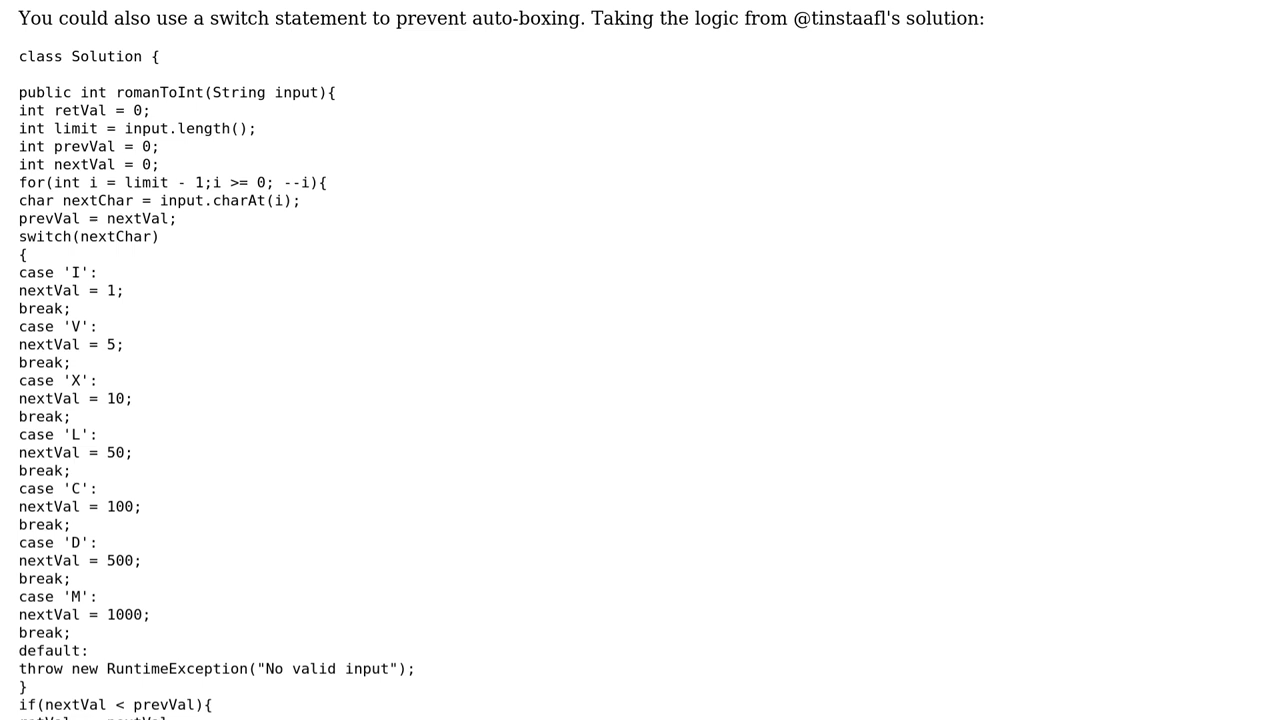 You could also use a switch statement to prevent auto-boxing. Taking the logic from @tinstaafl's solution:
class Solution {
public int romanToInt(String input){
int retVal = 0;
int limit = input.length();
int prevVal = 0;
int nextVal = 0;
for(int i = limit - 1;i >= 0; --i){
char nextChar = input.charAt(i);
prevVal = nextVal;
switch(nextChar)
{
case 'I':
nextVal = 1;
break;
case 'V':
nextVal = 5;
break;
case 'X':
nextVal = 10;
break;
case 'L':
nextVal = 50;
break;
case 'C':
nextVal = 100;
break;
case 'D':
nextVal = 500;
break;
case 'M':
nextVal = 1000;
break;
default:
throw new RuntimeException("No valid input");
}
if(nextVal < prevVal){